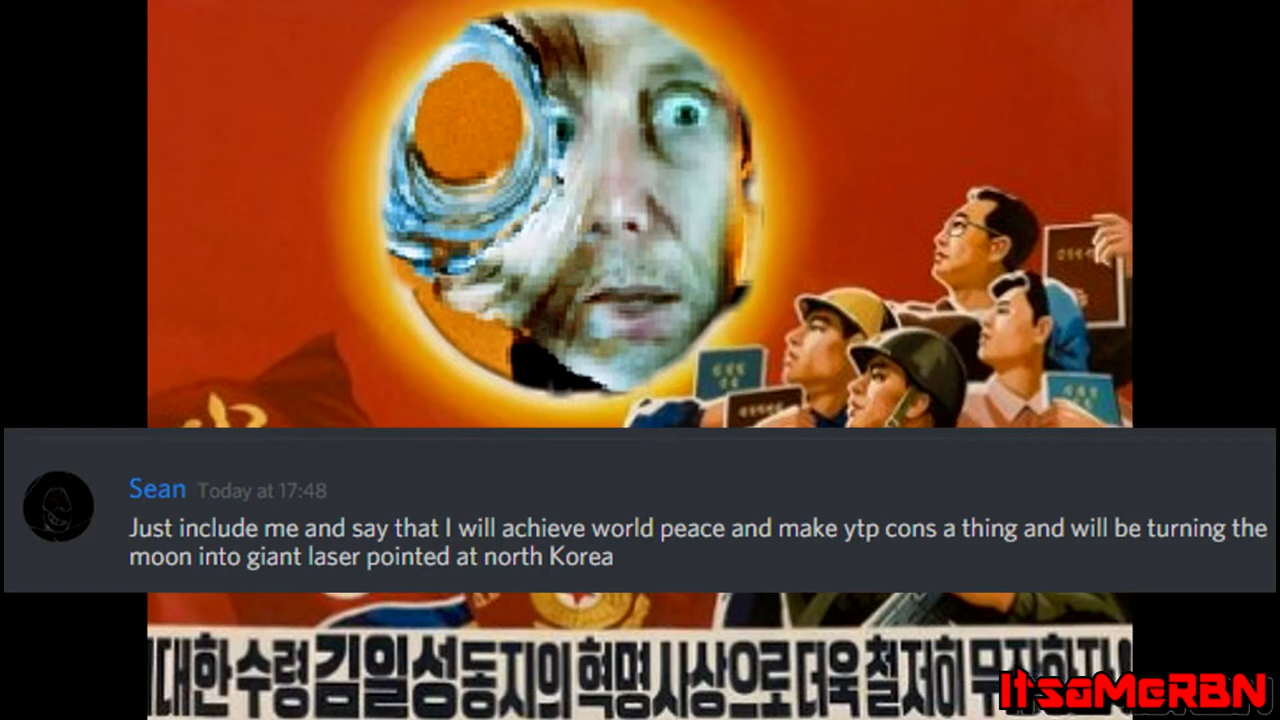 Sean Today at 17:48
Just include me and say that I will achieve world peace and make ytp cons a thing and will be turning the
moon into giant laser pointed at north Korea
대한 수령 김일성동지의 혁명사상으로 더욱 철저히
ItsaMeRBN